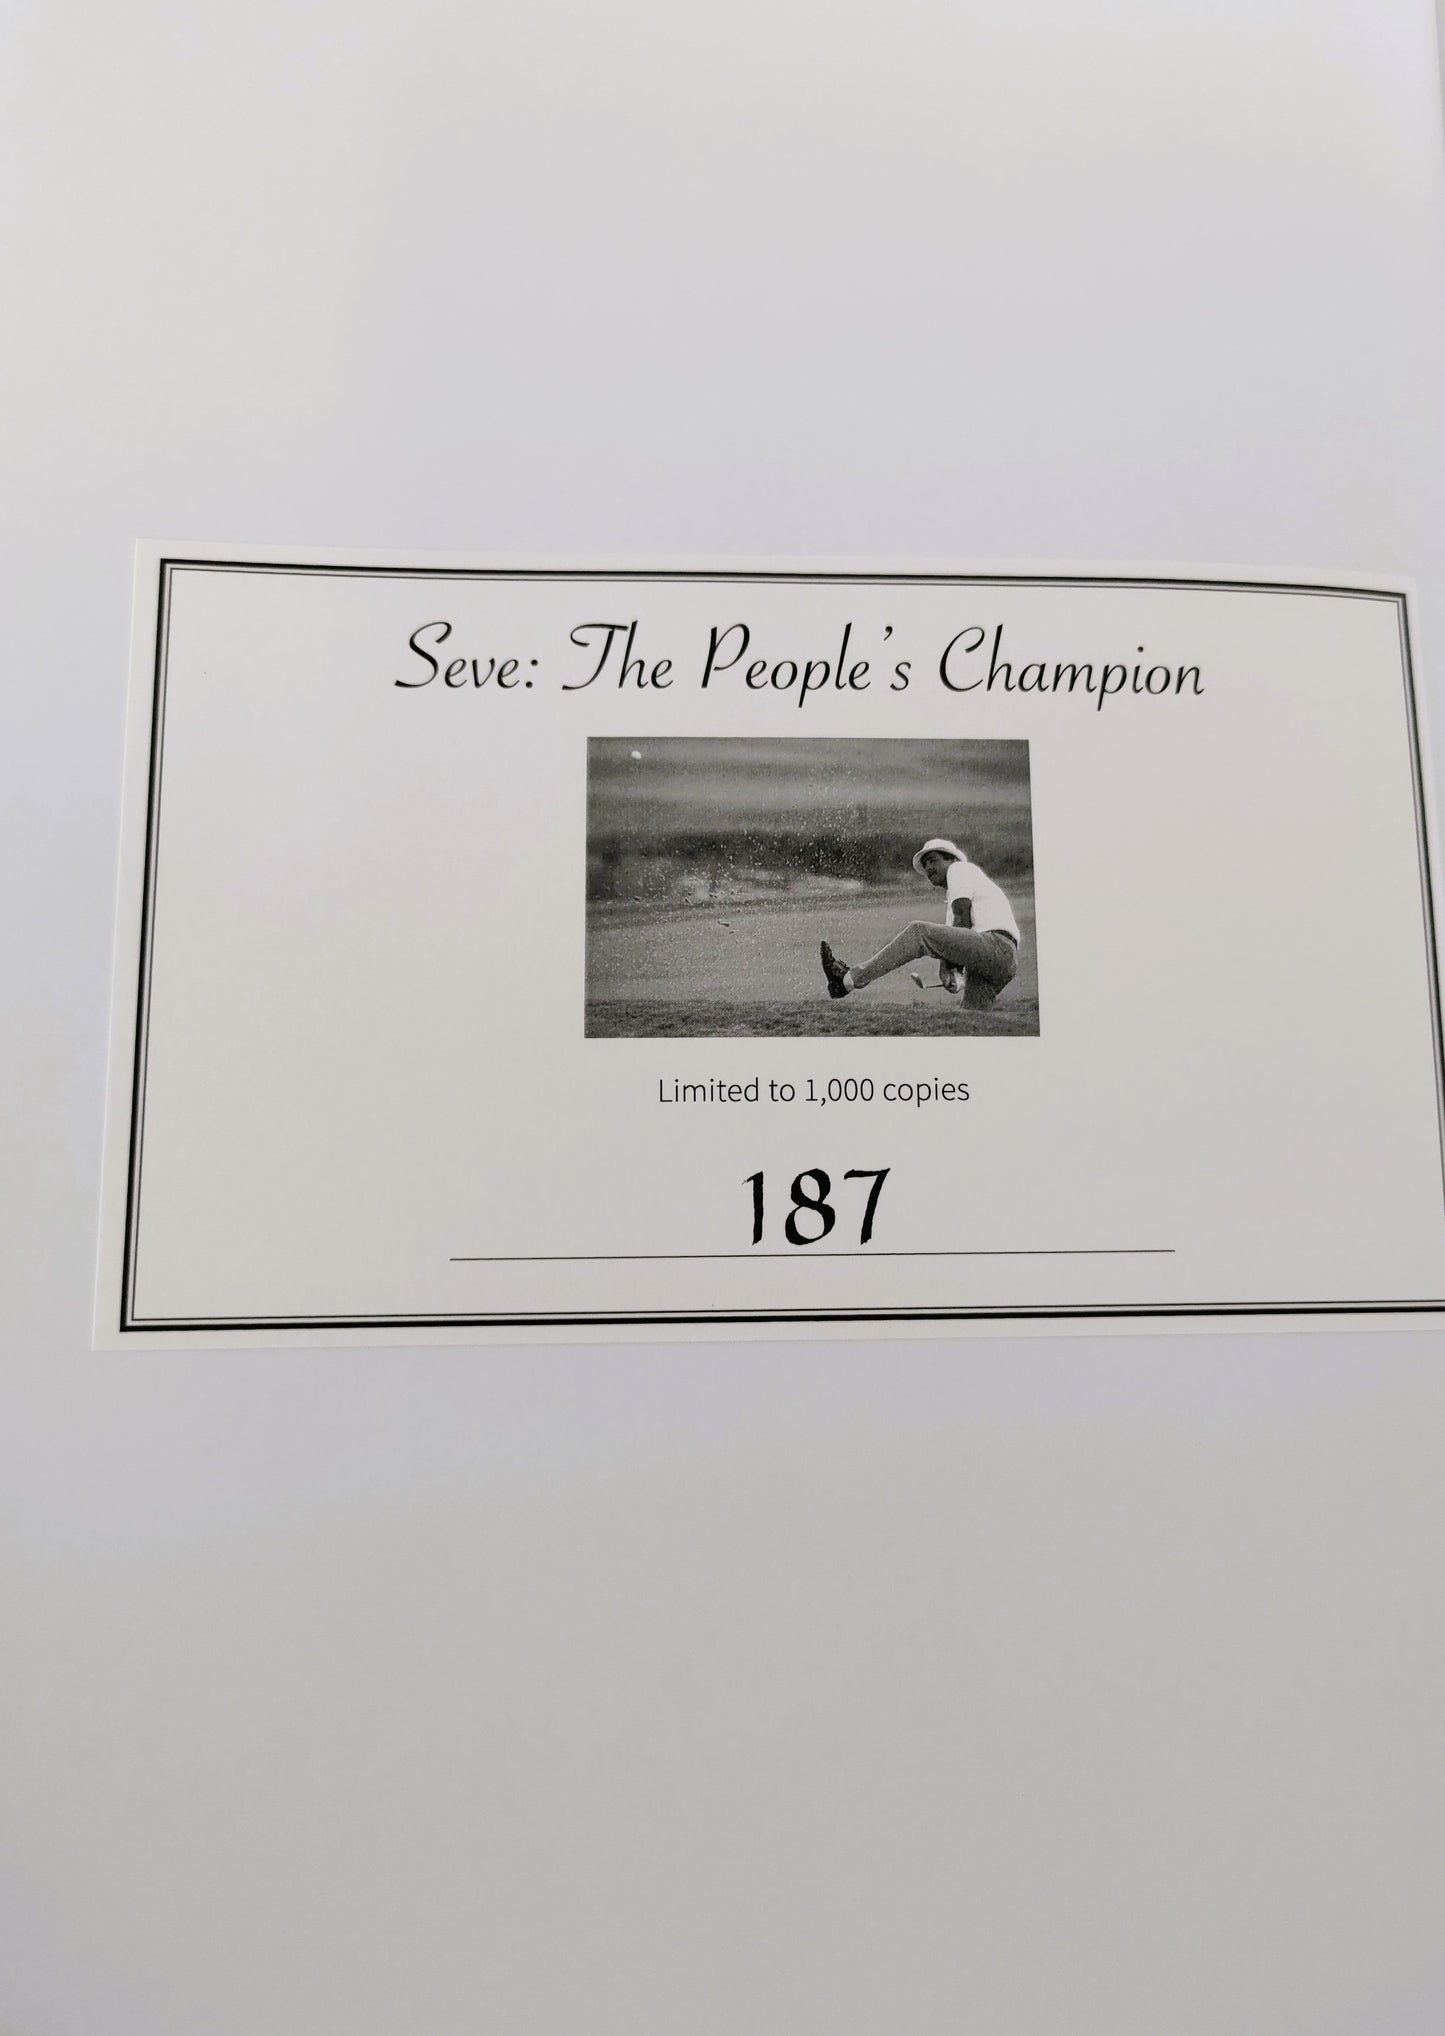 Seve: The People's Champion
Limited to 1,000 copies
187